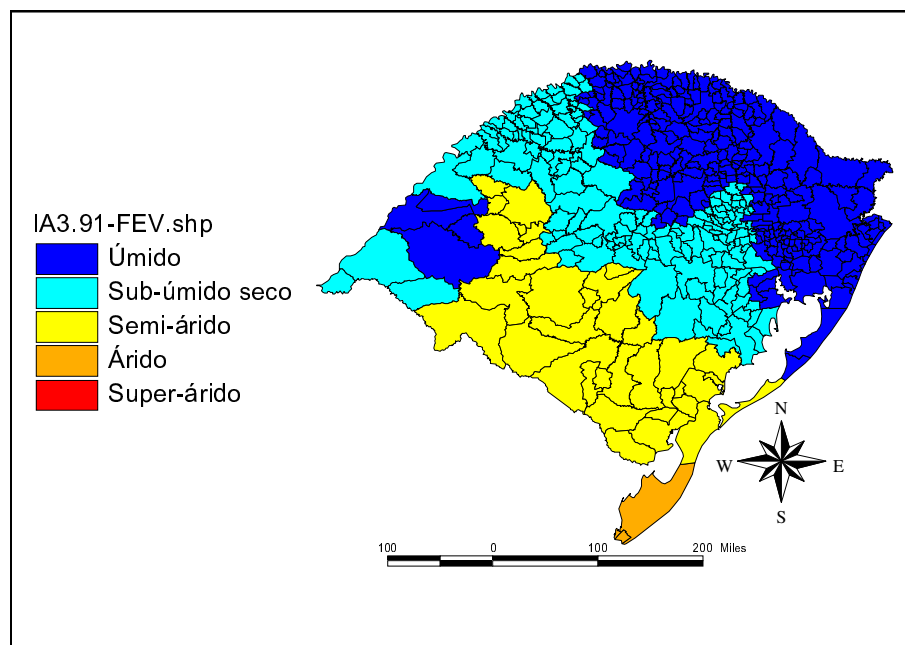 IA3.91-FEV.shp
Úmido
Sub-úmido seco
Semi-árido
Árido
Super-árido
N
W
E
S
100 0 100 200 Miles